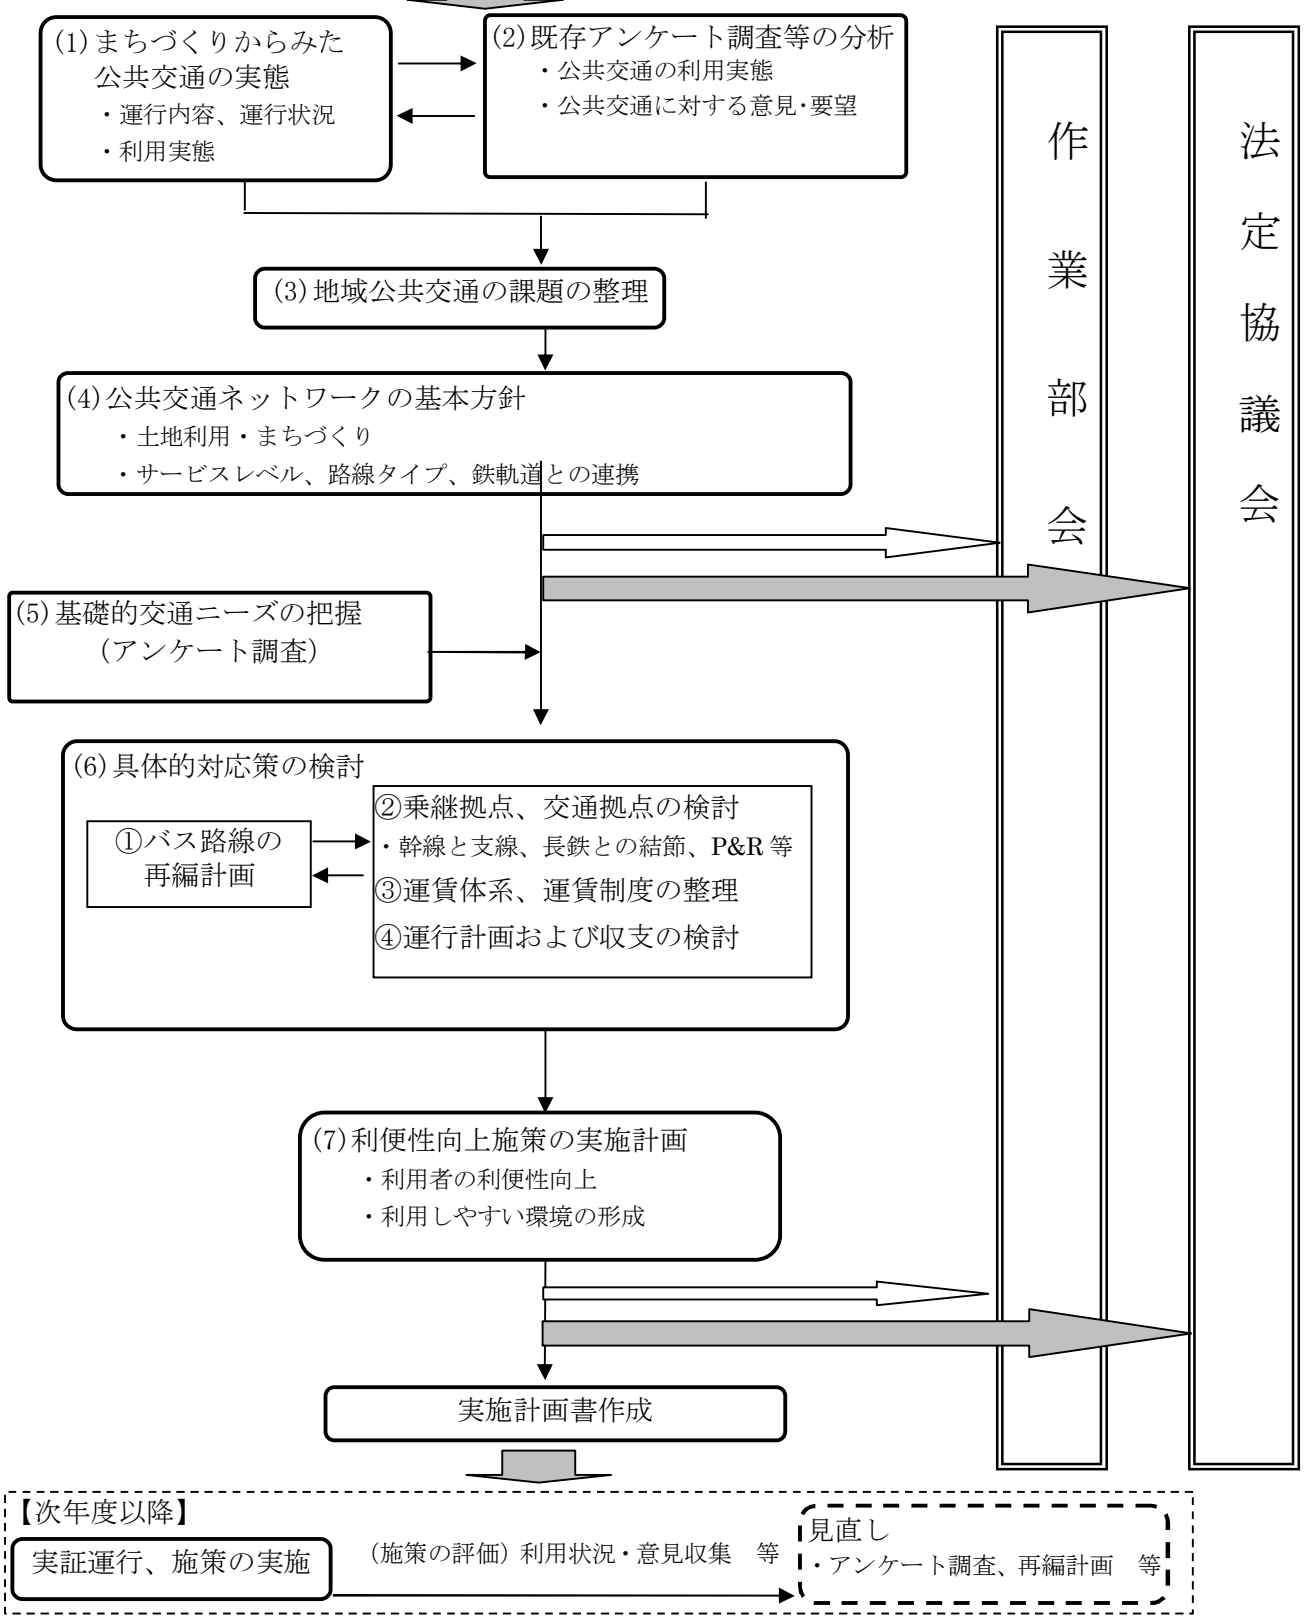 (1)まちづくりからみた
公共交通の実態
・運行内容、運行状況
・利用実態
(2)既存アンケート調査等の分析
・公共交通の利用実態
・公共交通に対する意見・要望
(3)地域公共交通の課題の整理
(4)公共交通ネットワークの基本方針
・土地利用・まちづくり
・サービスレベル、路線タイプ、鉄軌道との連携
(5)基礎的交通ニーズの把握
（アンケート調査）
(6)具体的対応策の検討
①バス路線の
再編計画
②乗継拠点、交通拠点の検討
・幹線と支線、長鉄との結節、P&R 等
③運賃体系、運賃制度の整理
④運行計画および収支の検討
(7)利便性向上施策の実施計画
・利用者の利便性向上
・利用しやすい環境の形成
実施計画書作成
作業部会
法定協議会
【次年度以降】
実証運行、施策の実施
（施策の評価）利用状況・意見収集　等
見直し
・アンケート調査、再編計画　等